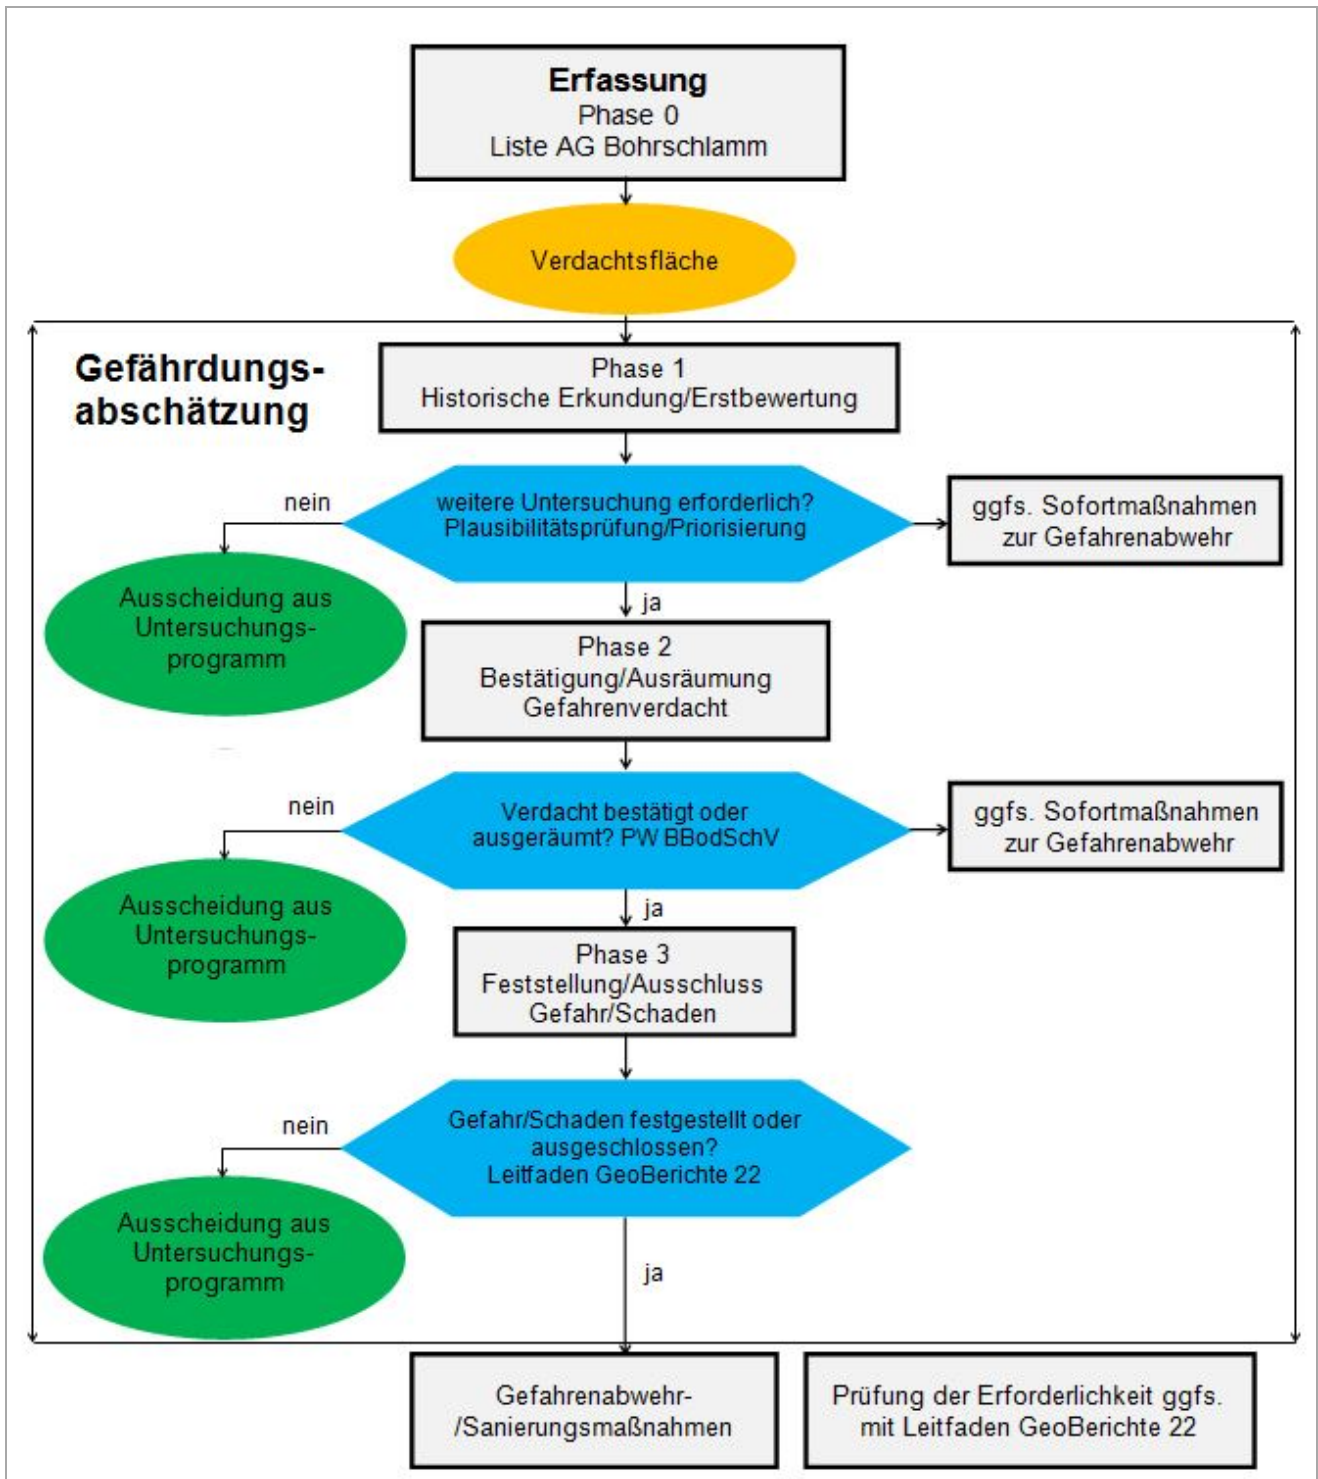 Erfassung
Phase 0
Liste AG Bohrschlamm
Verdachtsfläche
Gefährdungs-
abschätzung
Phase 1
Historische Erkundung/Erstbewertung
nein
weitere Untersuchung erforderlich?
Plausibilitätsprüfung/Priorisierung
ggfs. Sofortmaßnahmen
zur Gefahrenabwehr
Ausscheidung aus
Untersuchungs-
programm
ja
Phase 2
Bestätigung/Ausräumung
Gefahrenverdacht
nein
Verdacht bestätigt oder
ausgeräumt? PW BBodSchV
ggfs. Sofortmaßnahmen
zur Gefahrenabwehr
Ausscheidung aus
Untersuchungs-
programm
ja
Phase 3
Feststellung/Ausschluss
Gefahr/Schaden
nein
Gefahr/Schaden festgestellt oder
ausgeschlossen?
Leitfaden GeoBerichte 22
Ausscheidung aus
Untersuchungs-
programm
ja
Gefahrenabwehr-
/Sanierungsmaßnahmen
Prüfung der Erforderlichkeit ggfs.
mit Leitfaden GeoBerichte 22